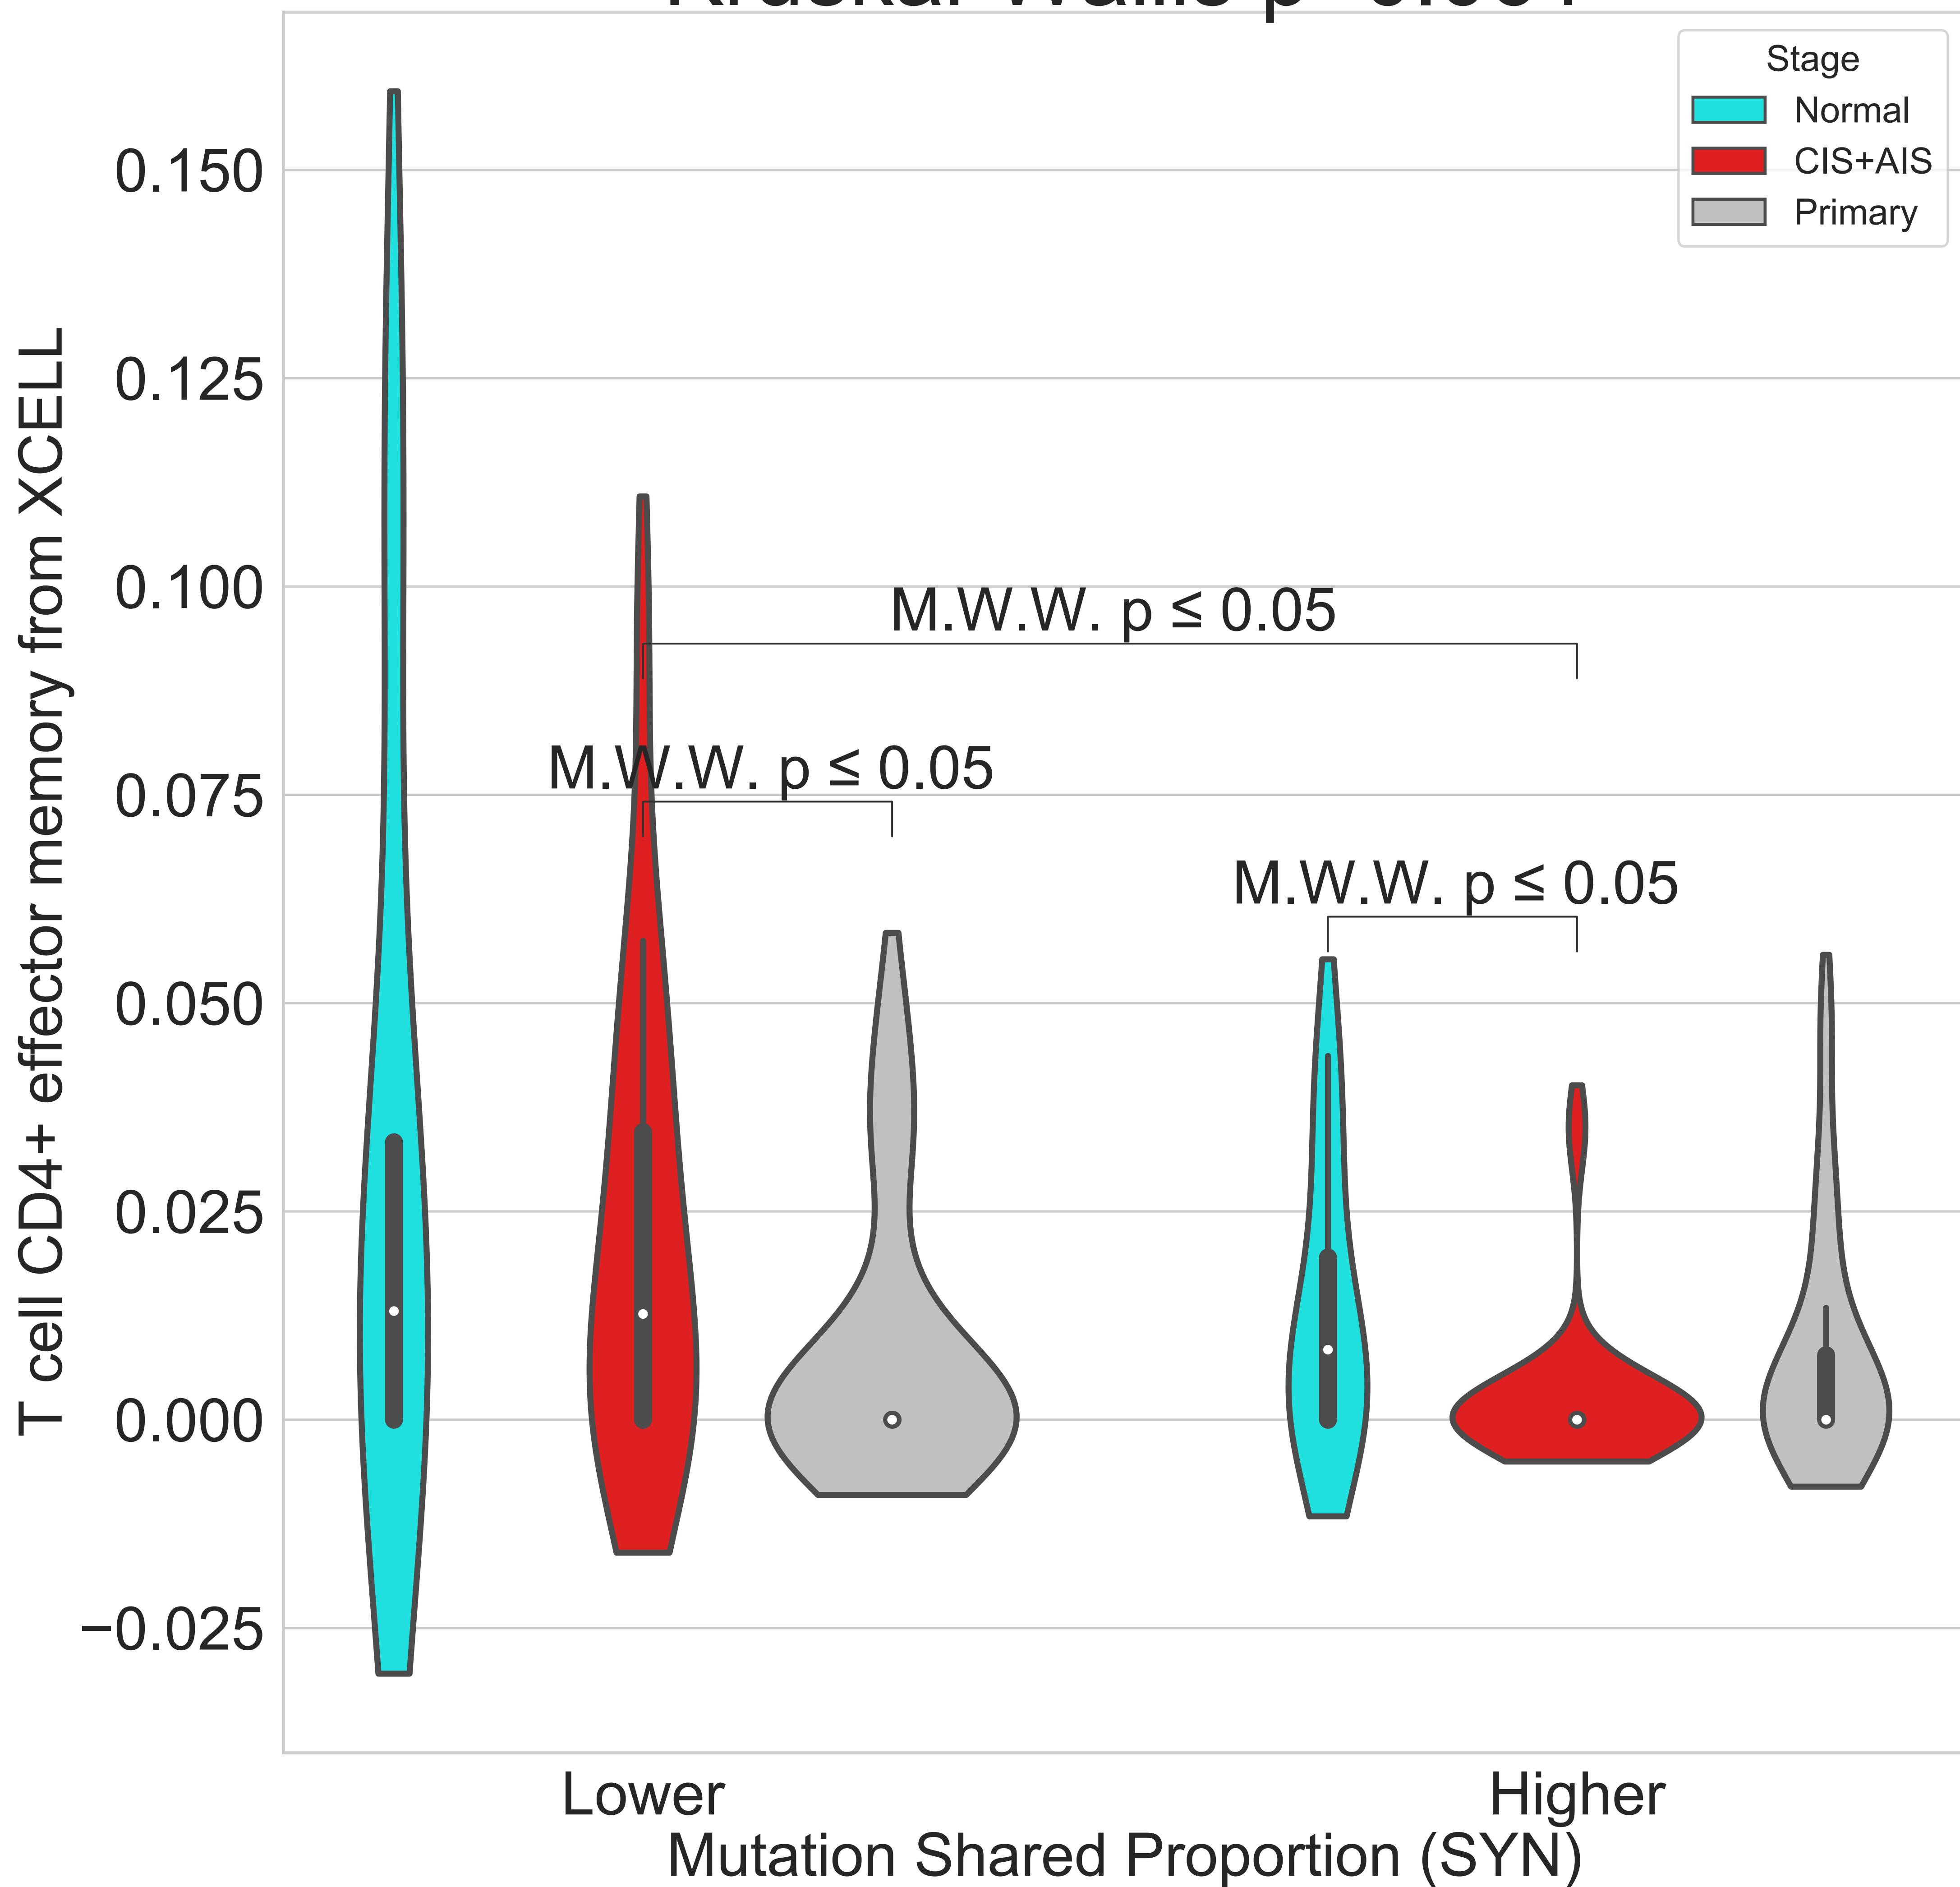 Stage
Normal
CIS+AIS
Primary
0.150
0.125
0.100
0.075
0.050
0.025
0.000
−0.025
T cell CD4+ effector memory from XCELL
M.W.W. p ≤ 0.05
M.W.W. p ≤ 0.05
M.W.W. p ≤ 0.05
Lower
Higher
Mutation Shared Proportion (SYN)